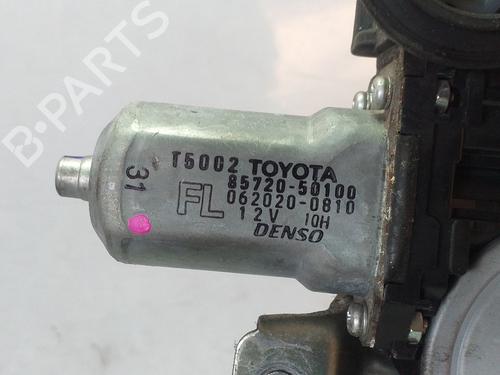 B-PARTS
31
T5002 TOYOTA
85720-50100
FL 062020-0810
12V 10H
DENSO